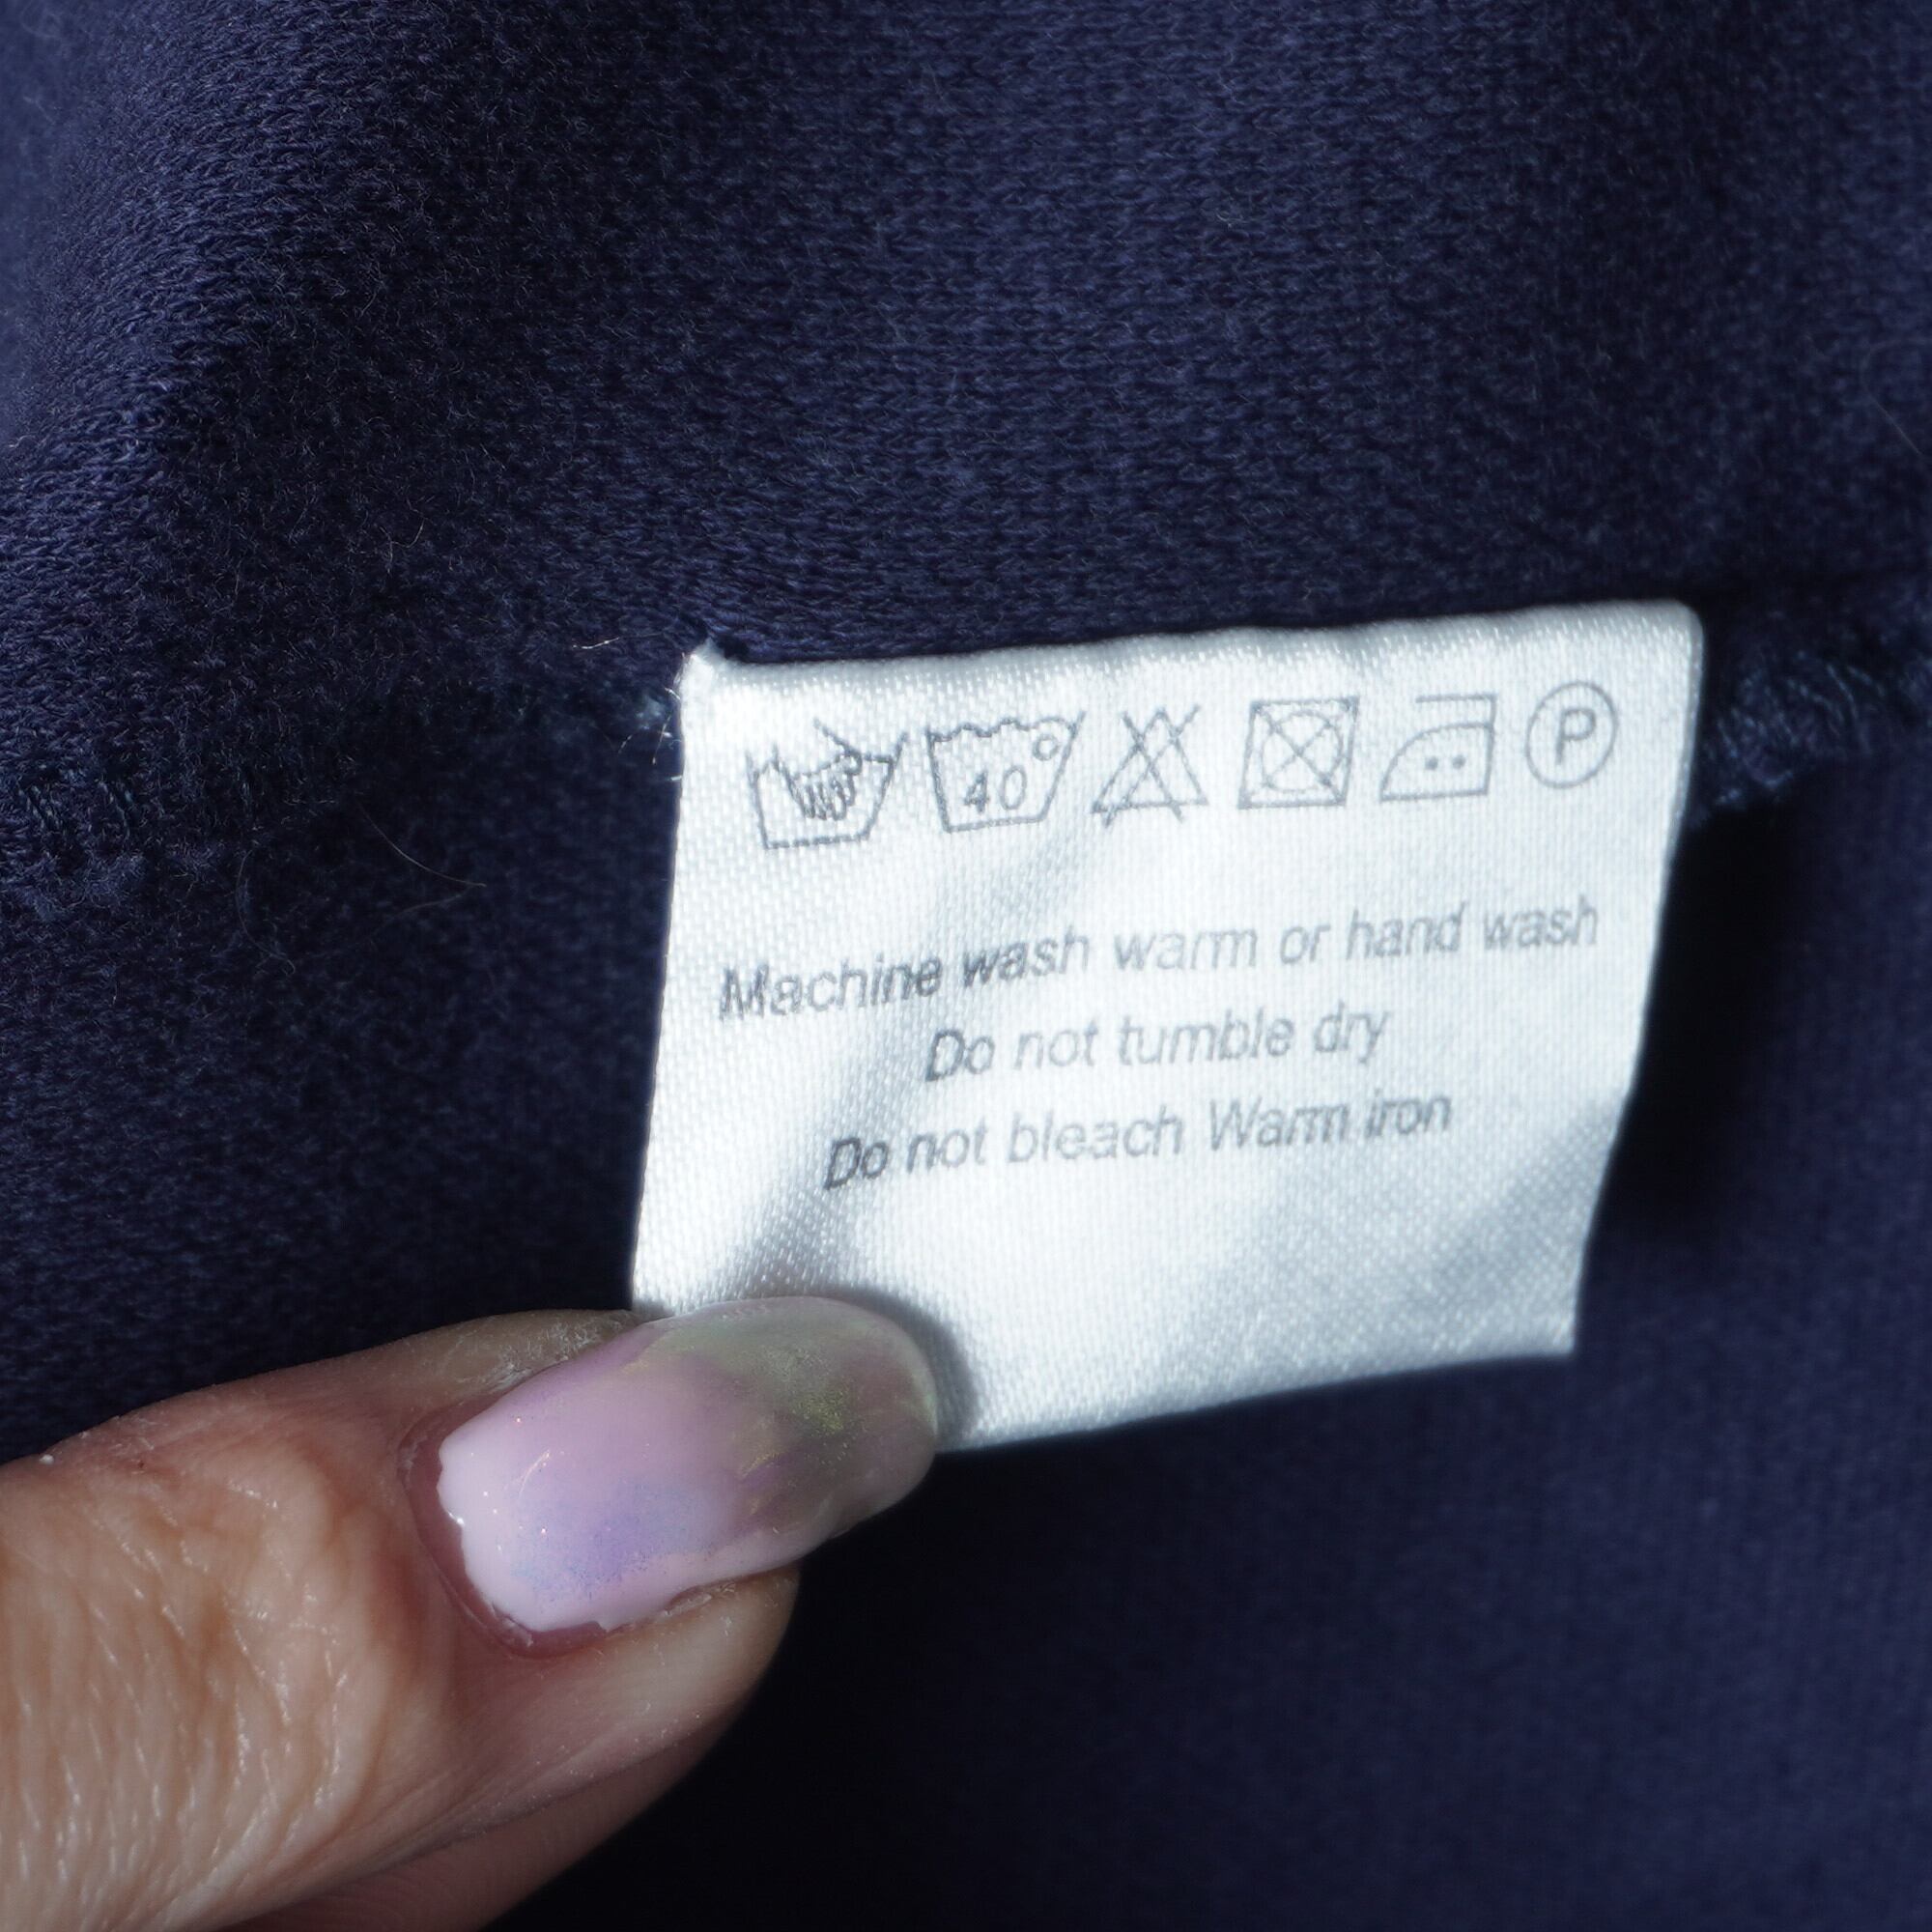 40° P
Machine wash warm or hand wash
Do not tumble dry
Do not bleach Warm iron